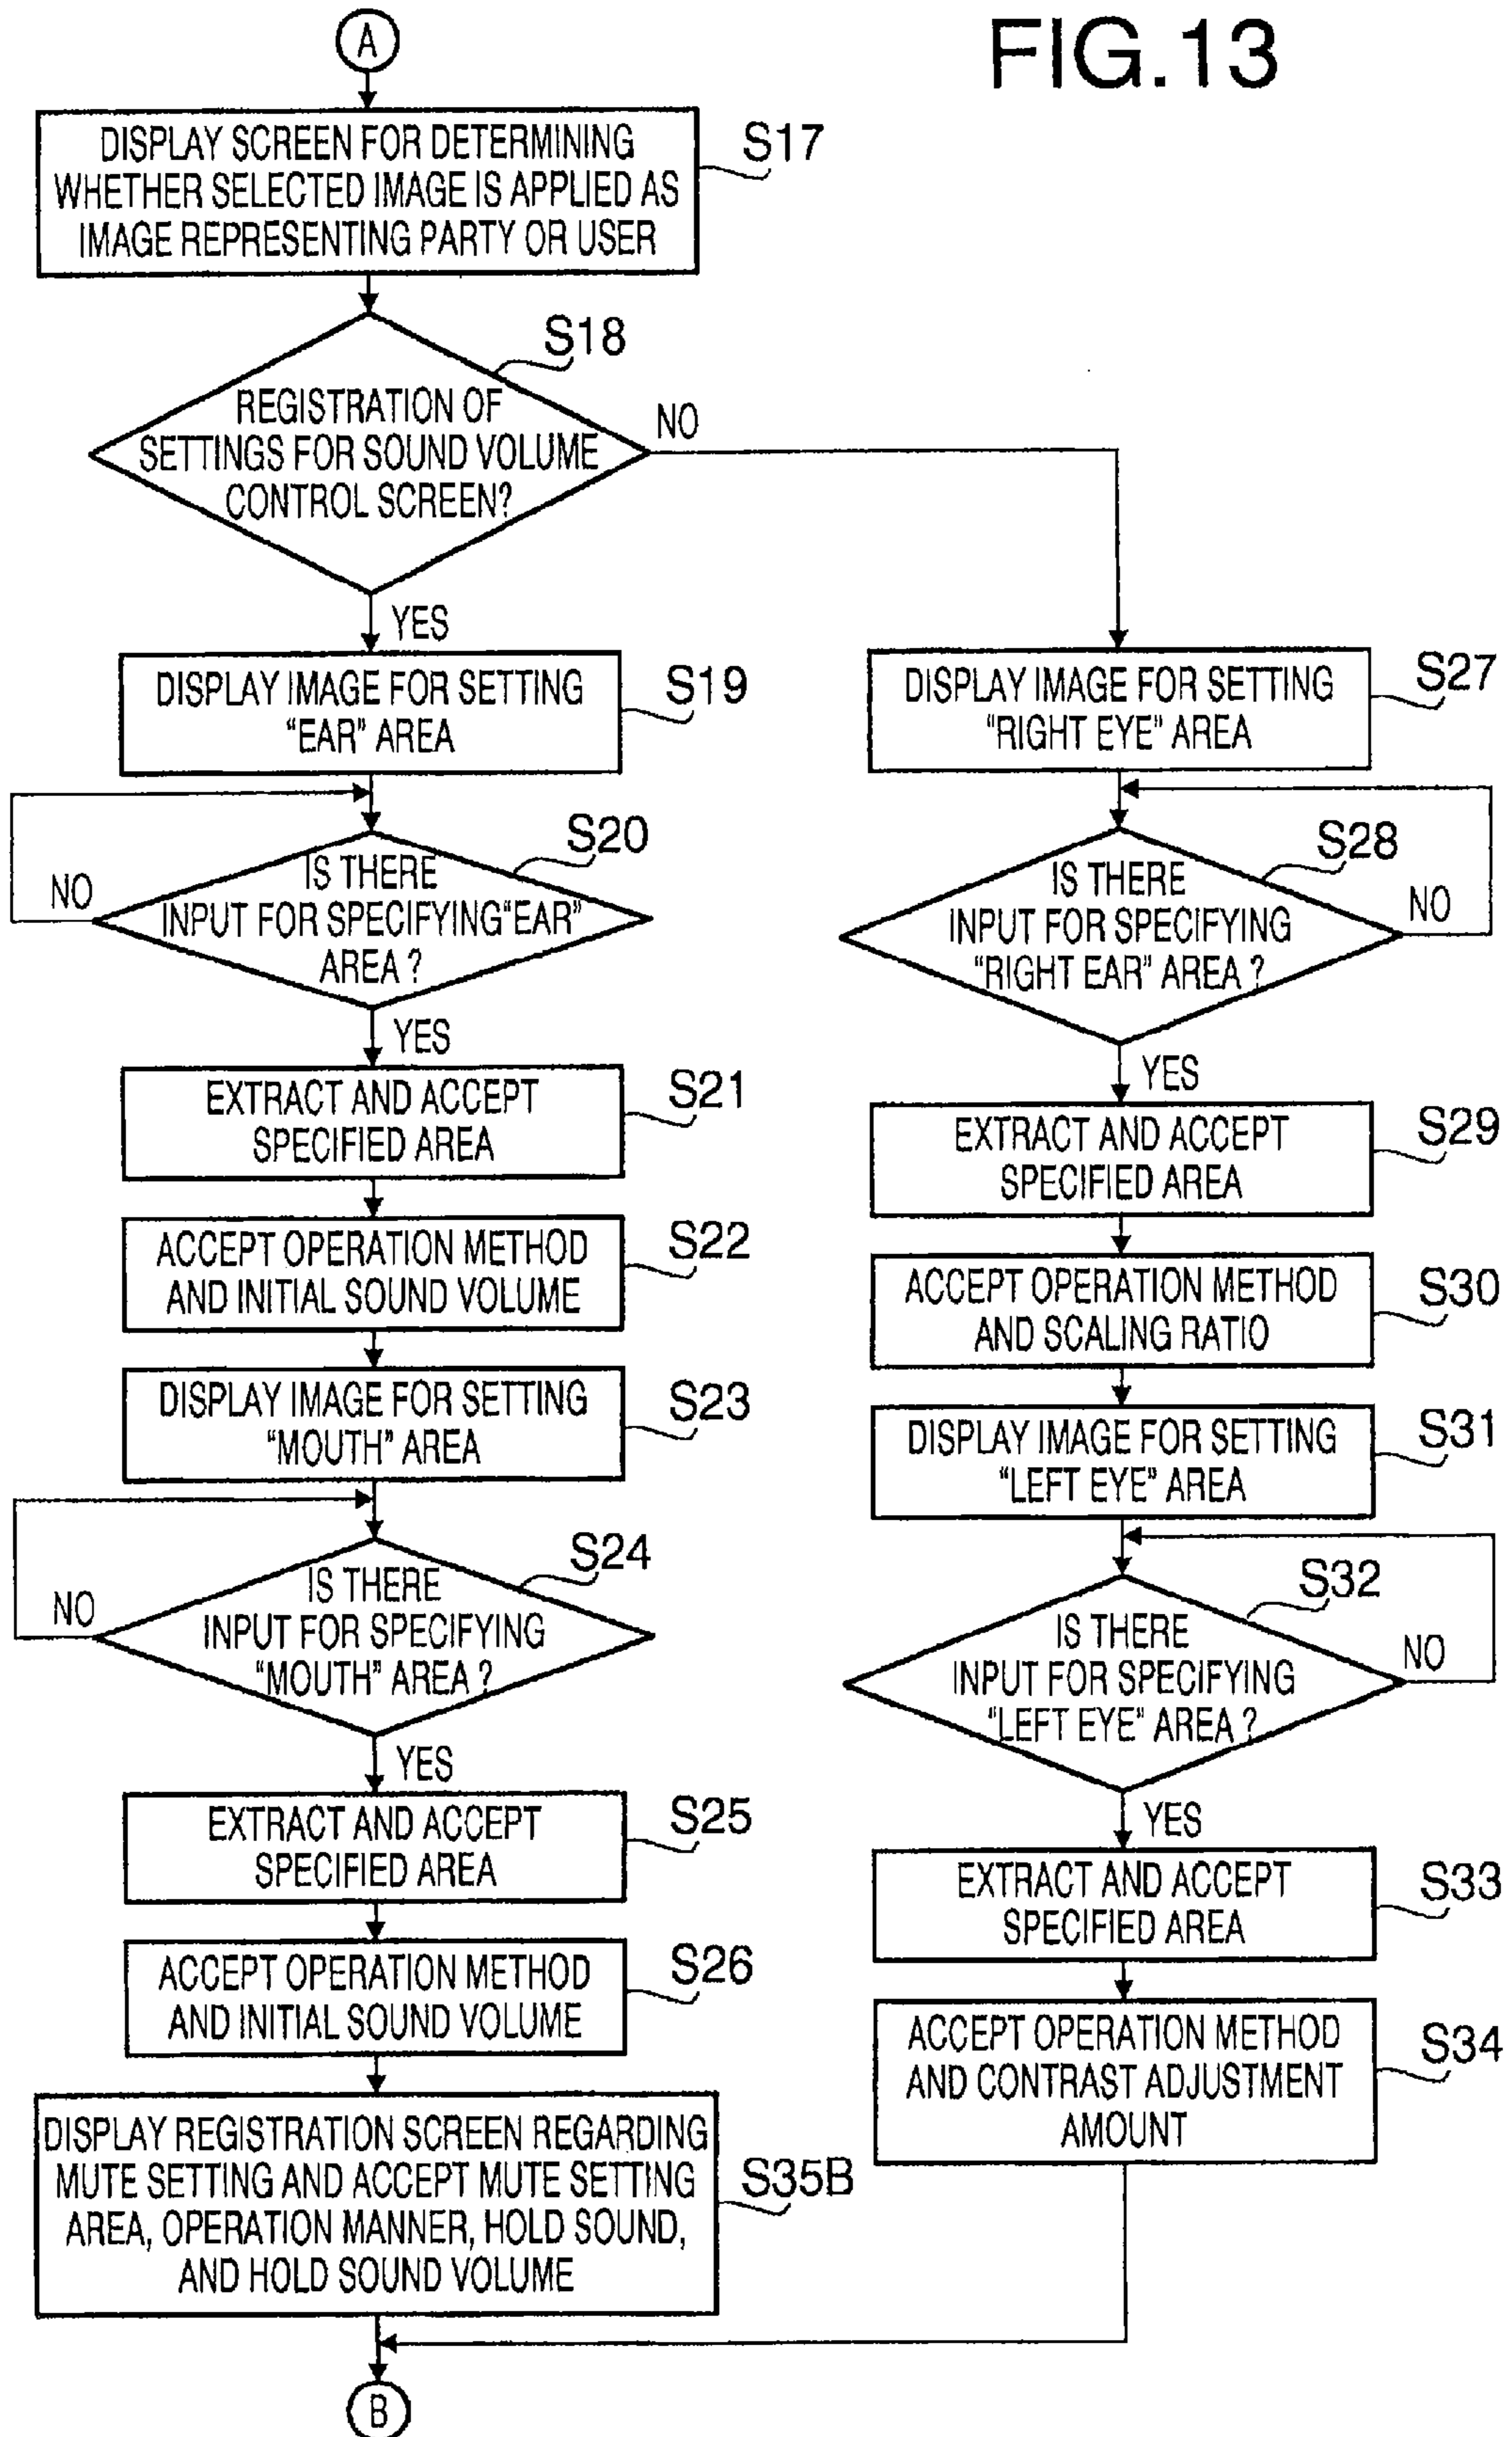 FIG.13
A
DISPLAY SCREEN FOR DETERMINING
WHETHER SELECTED IMAGE IS APPLIED AS
IMAGE REPRESENTING PARTY OR USER
S17
S18
REGISTRATION OF
SETTINGS FOR SOUND VOLUME
CONTROL SCREEN?
NO
YES
DISPLAY IMAGE FOR SETTING
"EAR" AREA
S19
S20
IS THERE
INPUT FOR SPECIFYING"EAR"
AREA ?
NO
YES
EXTRACT AND ACCEPT
SPECIFIED AREA
S21
ACCEPT OPERATION METHOD
AND INITIAL SOUND VOLUME
S22
DISPLAY IMAGE FOR SETTING
"MOUTH" AREA
S23
S24
IS THERE
INPUT FOR SPECIFYING
"MOUTH" AREA ?
NO
YES
EXTRACT AND ACCEPT
SPECIFIED AREA
S25
ACCEPT OPERATION METHOD
AND INITIAL SOUND VOLUME
S26
DISPLAY REGISTRATION SCREEN REGARDING
MUTE SETTING AND ACCEPT MUTE SETTING
AREA, OPERATION MANNER, HOLD SOUND,
AND HOLD SOUND VOLUME
S35B
DISPLAY IMAGE FOR SETTING
"RIGHT EYE" AREA
S27
S28
IS THERE
INPUT FOR SPECIFYING
"RIGHT EAR" AREA ?
NO
YES
EXTRACT AND ACCEPT
SPECIFIED AREA
S29
ACCEPT OPERATION METHOD
AND SCALING RATIO
S30
DISPLAY IMAGE FOR SETTING
"LEFT EYE" AREA
S31
S32
IS THERE
INPUT FOR SPECIFYING
"LEFT EYE" AREA ?
NO
YES
EXTRACT AND ACCEPT
SPECIFIED AREA
S33
ACCEPT OPERATION METHOD
AND CONTRAST ADJUSTMENT
AMOUNT
S34
B